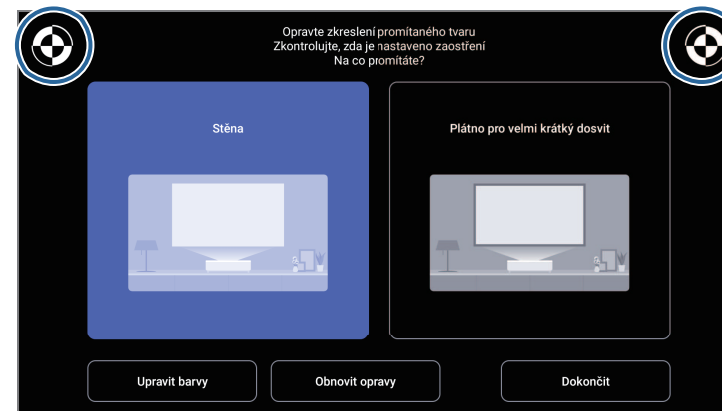 Opravte zkreslení promítaného tvaru
Zkontrolujte, zda je nastaveno zaostření
Na co promítáte?
Stěna
Plátno pro velmi krátký dosvit
Upravit barvy
Obnovit opravy
Dokončit